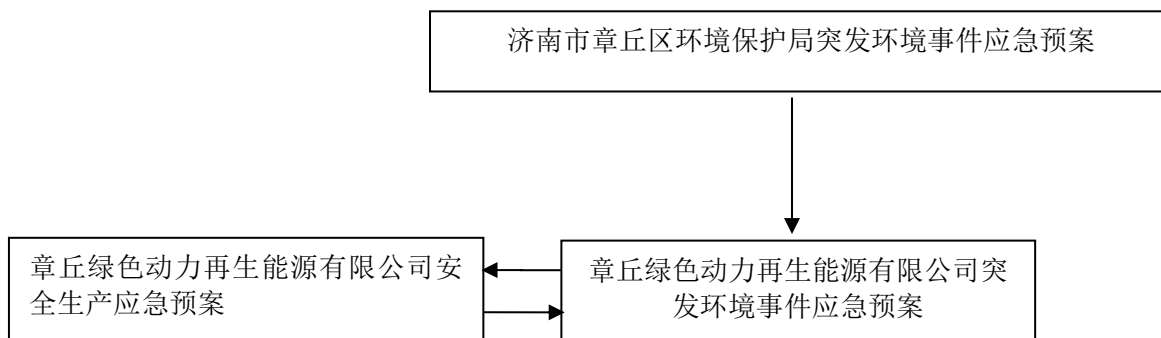 济南市章丘区环境保护局突发环境事件应急预案
章丘绿色动力再生能源有限公司安
全生产应急预案
章丘绿色动力再生能源有限公司突
发环境事件应急预案